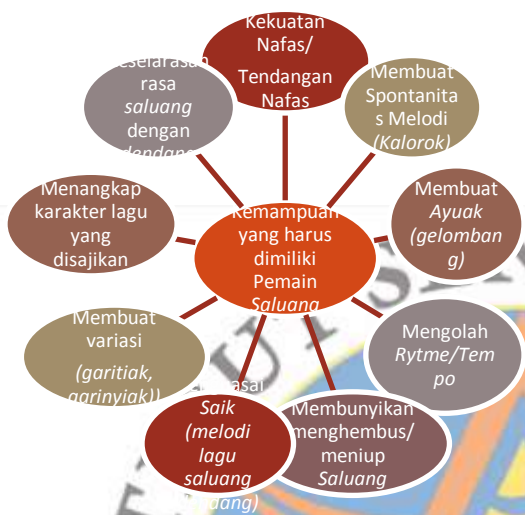 Kekuatan
Nafas/
Tendangan
Nafas
Membuat
Spontanita
s Melodi
(Kalorok)
Membuat
Ayuak
(gelomban
g)
Mengolah
Rytme/Tem
po
Membunyikan
menghembus/
meniup
Saluang
Saik
(melodi
lagu
saluang
Membuat
variasi
(garitiak,
garinyiak))
Menangkap
karakter lagu
yang
disajikan
rasa
saluang
dengan
Kemampuan
yang harus
dimiliki
Pemain
Saluang